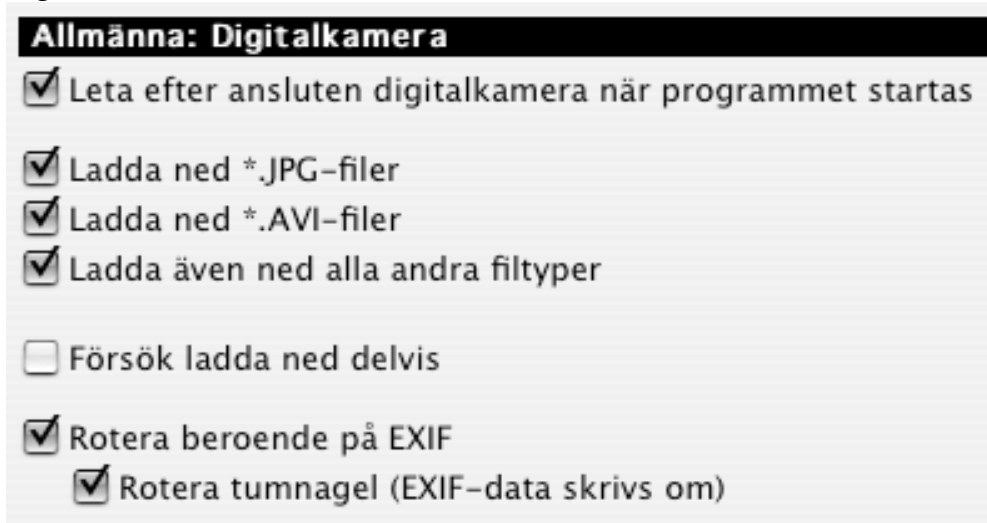 Allmänna: Digitalkamera
Leta efter ansluten digitalkamera när programmet startas
Ladda ned *.JPG-filer
Ladda ned *.AVI-filer
Ladda även ned alla andra filtyper
Försök ladda ned delvis
Rotera beroende på EXIF
Rotera tumnagel (EXIF-data skrivs om)